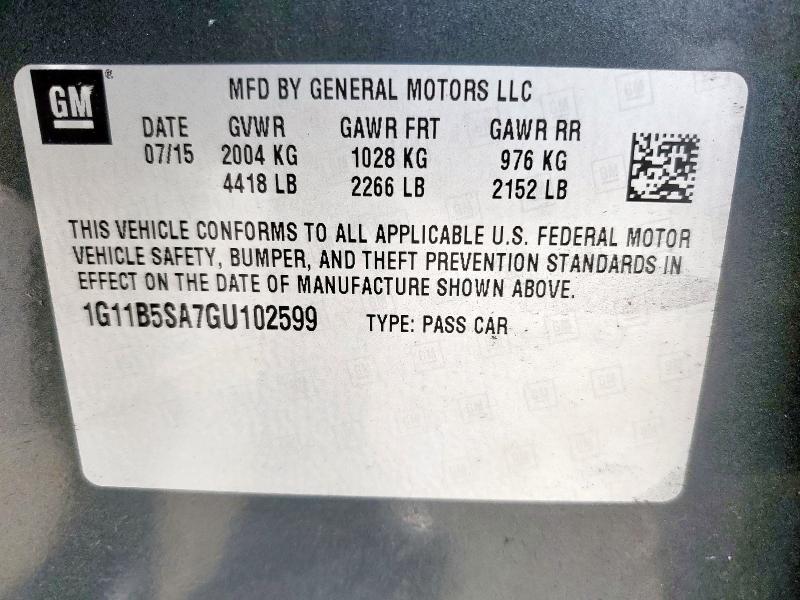 GM®
MFD BY GENERAL MOTORS LLC
DATE GVWR GAWR FRT GAWR RR
07/15 2004 KG 1028 KG 976 KG
4418 LB 2266 LB 2152 LB
THIS VEHICLE CONFORMS TO ALL APPLICABLE U.S. FEDERAL MOTOR
VEHICLE SAFETY, BUMPER, AND THEFT PREVENTION STANDARDS IN
EFFECT ON THE DATE OF MANUFACTURE SHOWN ABOVE.
1G11B5SA7GU102599 TYPE: PASS CAR